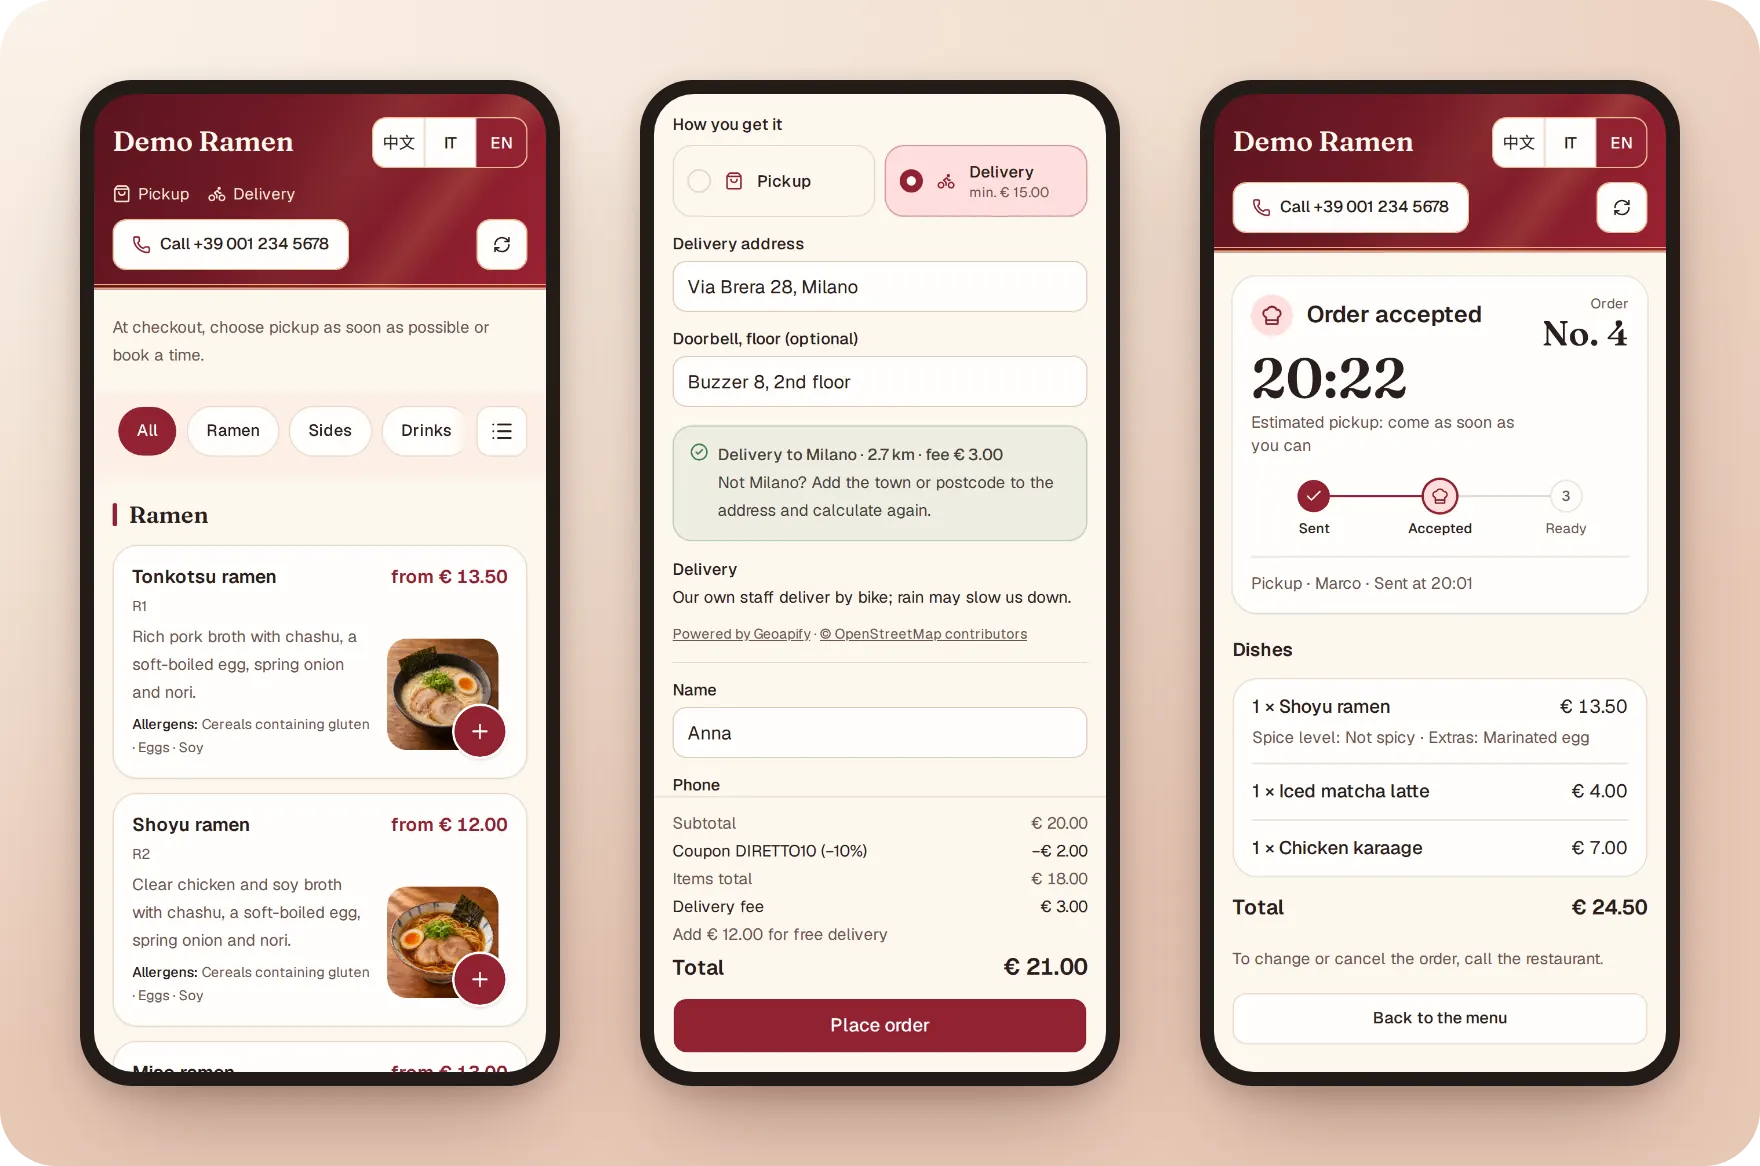 Demo Ramen
中文 IT EN
Pickup Delivery
Call +39 001 234 5678
At checkout, choose pickup as soon as possible or
book a time.
All Ramen Sides Drinks
Ramen
Tonkotsu ramen from € 13.50
R1
Rich pork broth with chashu, a
soft-boiled egg, spring onion
and nori.
Allergens: Cereals containing gluten
· Eggs · Soy
Shoyu ramen from € 12.00
R2
Clear chicken and soy broth
with chashu, a soft-boiled egg,
spring onion and nori.
Allergens: Cereals containing gluten
· Eggs · Soy
Miso ramen from € 13.00
How you get it
Pickup
Delivery
min. € 15.00
Delivery address
Via Brera 28, Milano
Doorbell, floor (optional)
Buzzer 8, 2nd floor
Delivery to Milano · 2.7 km · fee € 3.00
Not Milano? Add the town or postcode to the
address and calculate again.
Delivery
Our own staff deliver by bike; rain may slow us down.
Powered by Geoapify · © OpenStreetMap contributors
Name
Anna
Phone
Subtotal € 20.00
Coupon DIRETTO10 (−10%) −€ 2.00
Items total € 18.00
Delivery fee € 3.00
Add € 12.00 for free delivery
Total € 21.00
Place order
Demo Ramen
中文 IT EN
Call +39 001 234 5678
Order accepted
Order
No. 4
20:22
Estimated pickup: come as soon as
you can
3
Sent Accepted Ready
Pickup · Marco · Sent at 20:01
Dishes
1 × Shoyu ramen € 13.50
Spice level: Not spicy · Extras: Marinated egg
1 × Iced matcha latte € 4.00
1 × Chicken karaage € 7.00
Total € 24.50
To change or cancel the order, call the restaurant.
Back to the menu